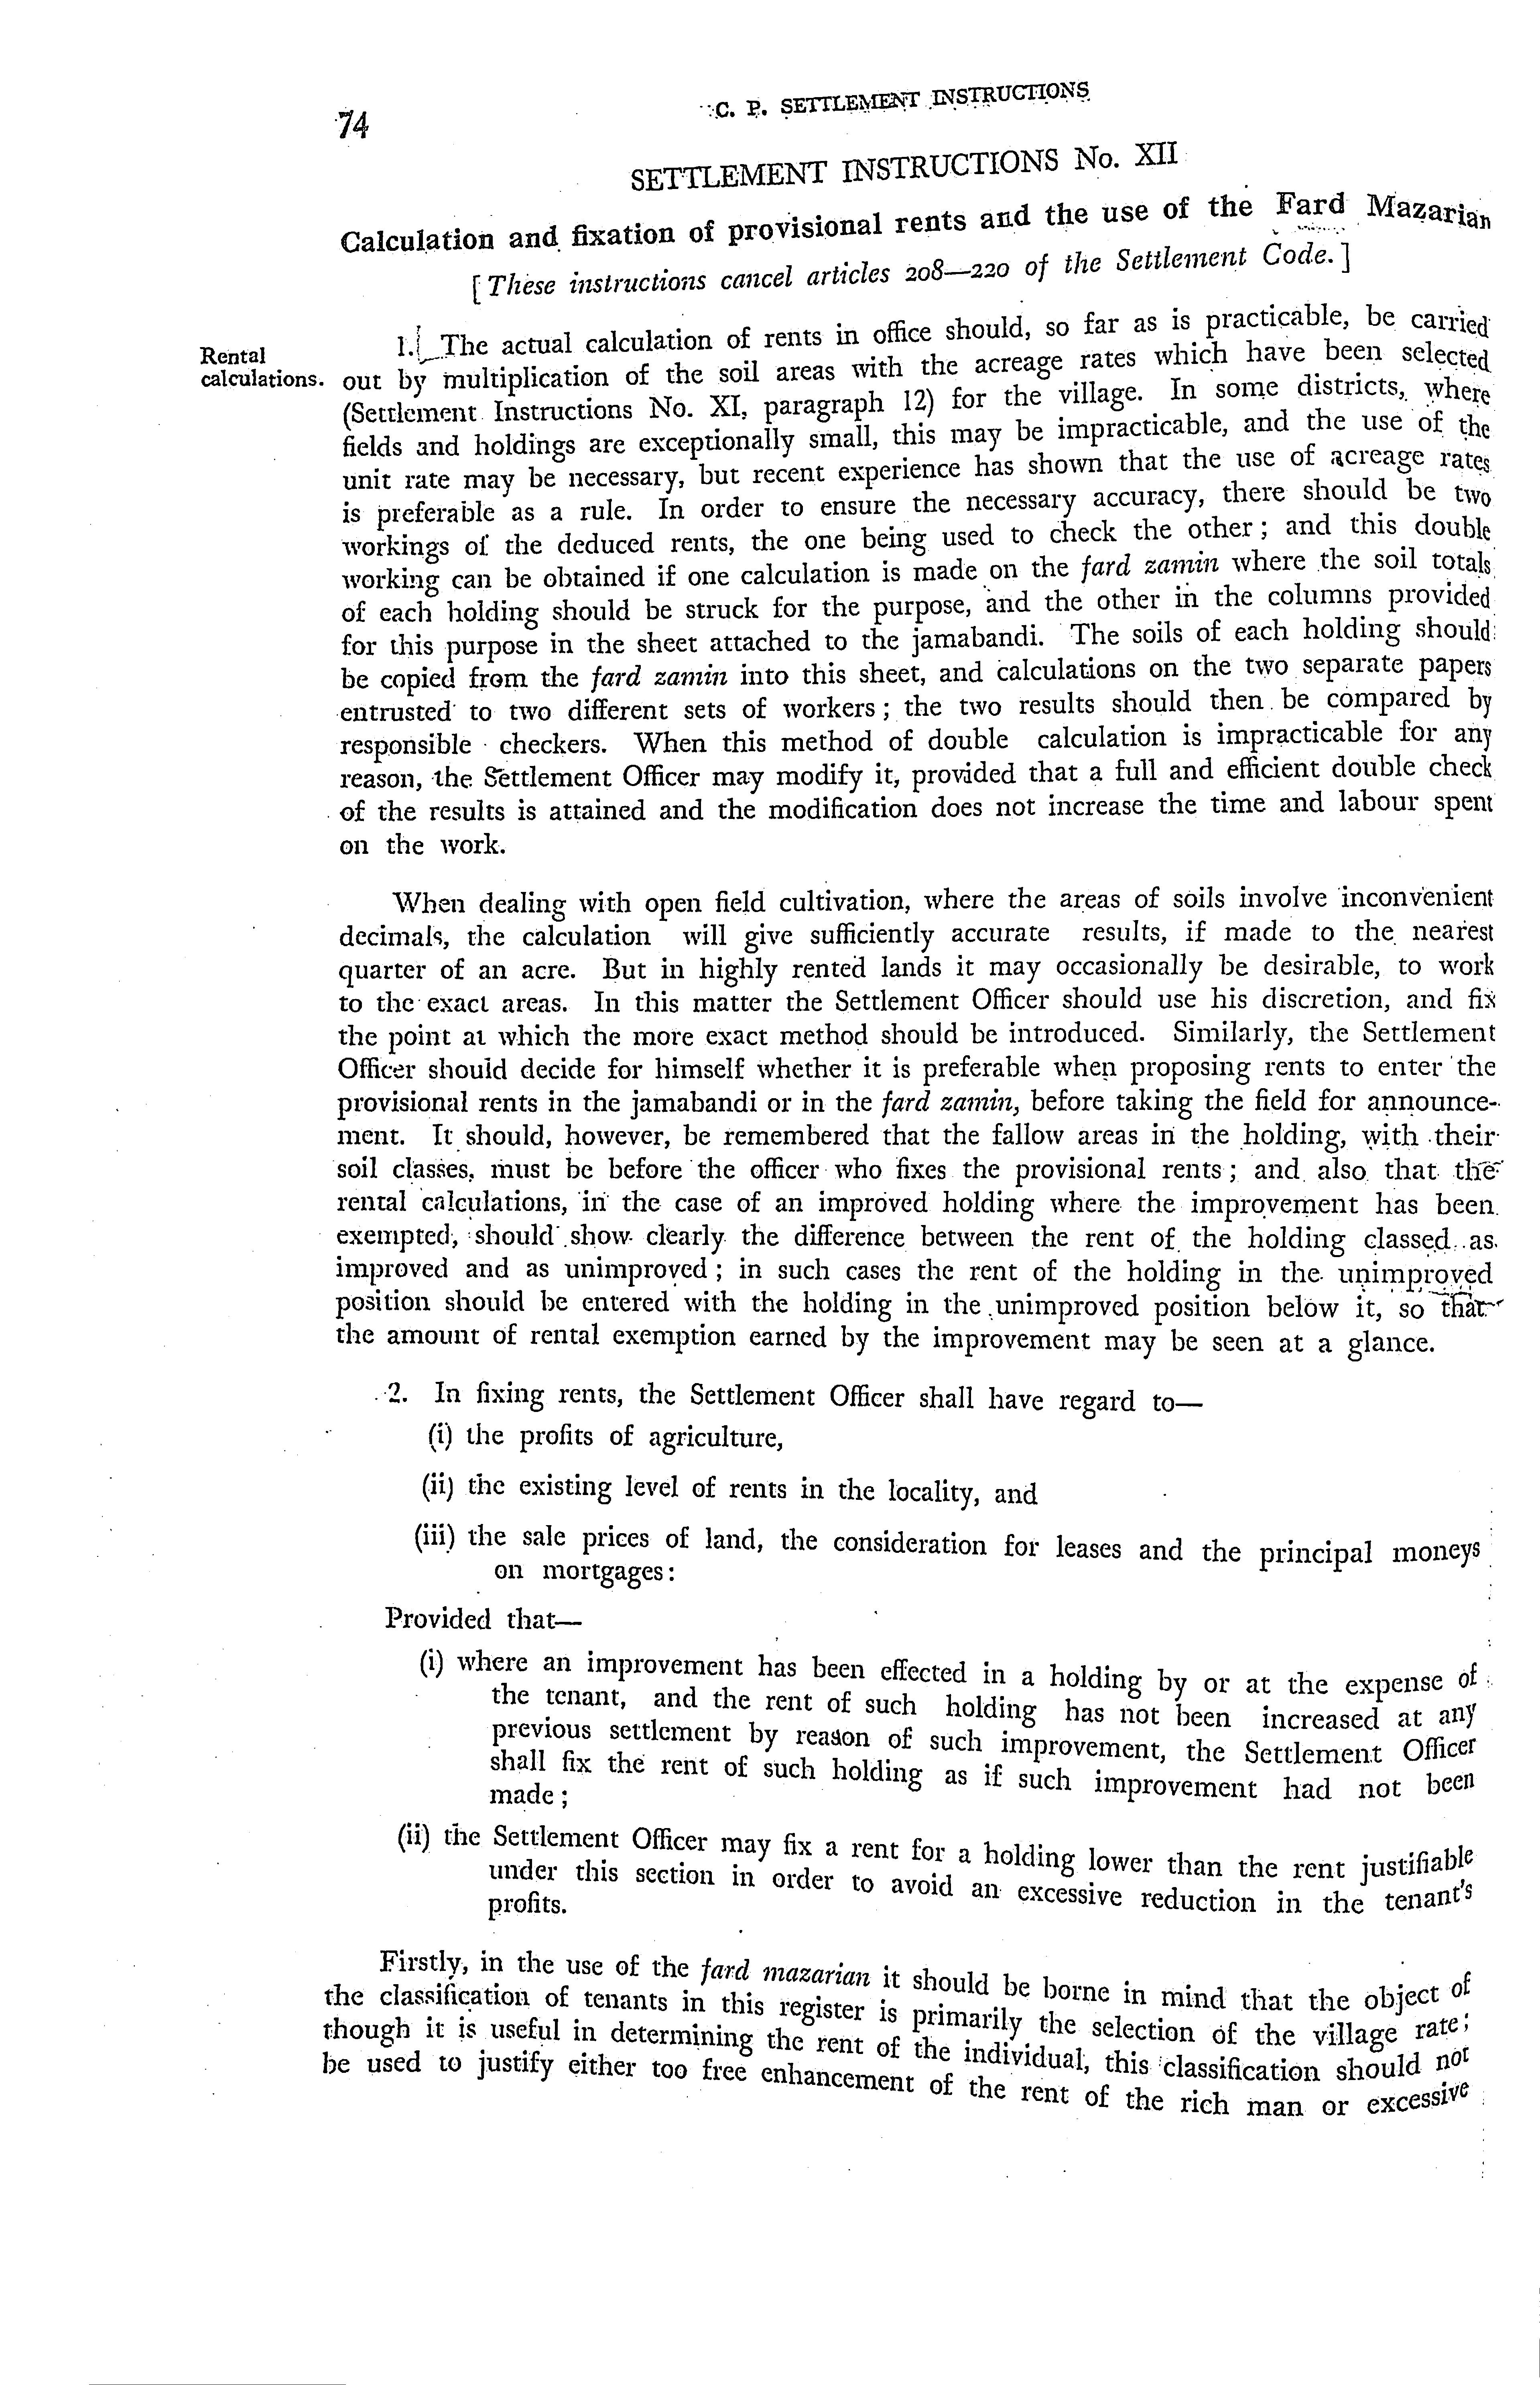 74
C. P. SETTLEMENT INSTRUCTIONS
SETTLEMENT INSTRUCTIONS No. XII
Calculation and fixation of provisional rents and the use of the Fard Mazarian
[These instructions cancel articles 208—220 of the Settlement Code.]
Rental
calculations.
1. The actual calculation of rents in office should, so far as is practicable, be carried
out by multiplication of the soil areas with the acreage rates which have been selected
(Settlement Instructions No. XI, paragraph 12) for the village. In some districts, where
fields and holdings are exceptionally small, this may be impracticable, and the use of the
unit rate may be necessary, but recent experience has shown that the use of acreage rates
is preferable as a rule. In order to ensure the necessary accuracy, there should be two
workings of the deduced rents, the one being used to check the other; and this double
working can be obtained if one calculation is made on the fard zamin where the soil totals
of each holding should be struck for the purpose, and the other in the columns provided
for this purpose in the sheet attached to the jamabandi. The soils of each holding should
be copied from the fard zamin into this sheet, and calculations on the two separate papers
entrusted to two different sets of workers; the two results should then be compared by
responsible checkers. When this method of double calculation is impracticable for any
reason, the Settlement Officer may modify it, provided that a full and efficient double check
of the results is attained and the modification does not increase the time and labour spent
on the work.
When dealing with open field cultivation, where the areas of soils involve inconvenient
decimals, the calculation will give sufficiently accurate results, if made to the nearest
quarter of an acre. But in highly rented lands it may occasionally be desirable, to work
to the exact areas. In this matter the Settlement Officer should use his discretion, and fix
the point at which the more exact method should be introduced. Similarly, the Settlement
Officer should decide for himself whether it is preferable when proposing rents to enter the
provisional rents in the jamabandi or in the fard zamin, before taking the field for announce-
ment. It should, however, be remembered that the fallow areas in the holding, with their
soil classes, must be before the officer who fixes the provisional rents; and also that the
rental calculations, in the case of an improved holding where the improvement has been
exempted, should show clearly the difference between the rent of the holding classed as
improved and as unimproved; in such cases the rent of the holding in the unimproved
position should be entered with the holding in the unimproved position below it, so that
the amount of rental exemption earned by the improvement may be seen at a glance.
2. In fixing rents, the Settlement Officer shall have regard to—
(i) the profits of agriculture,
(ii) the existing level of rents in the locality, and
(iii) the sale prices of land, the consideration for leases and the principal moneys
on mortgages:
Provided that—
(i) where an improvement has been effected in a holding by or at the expense of
the tenant, and the rent of such holding has not been increased at any
previous settlement by reason of such improvement, the Settlement Officer
shall fix the rent of such holding as if such improvement had not been
made;
(ii) the Settlement Officer may fix a rent for a holding lower than the rent justifiable
under this section in order to avoid an excessive reduction in the tenant's
profits.
Firstly, in the use of the fard mazarian it should be borne in mind that the object of
the classification of tenants in this register is primarily the selection of the village rate;
though it is useful in determining the rent of the individual, this classification should not
be used to justify either too free enhancement of the rent of the rich man or excessive